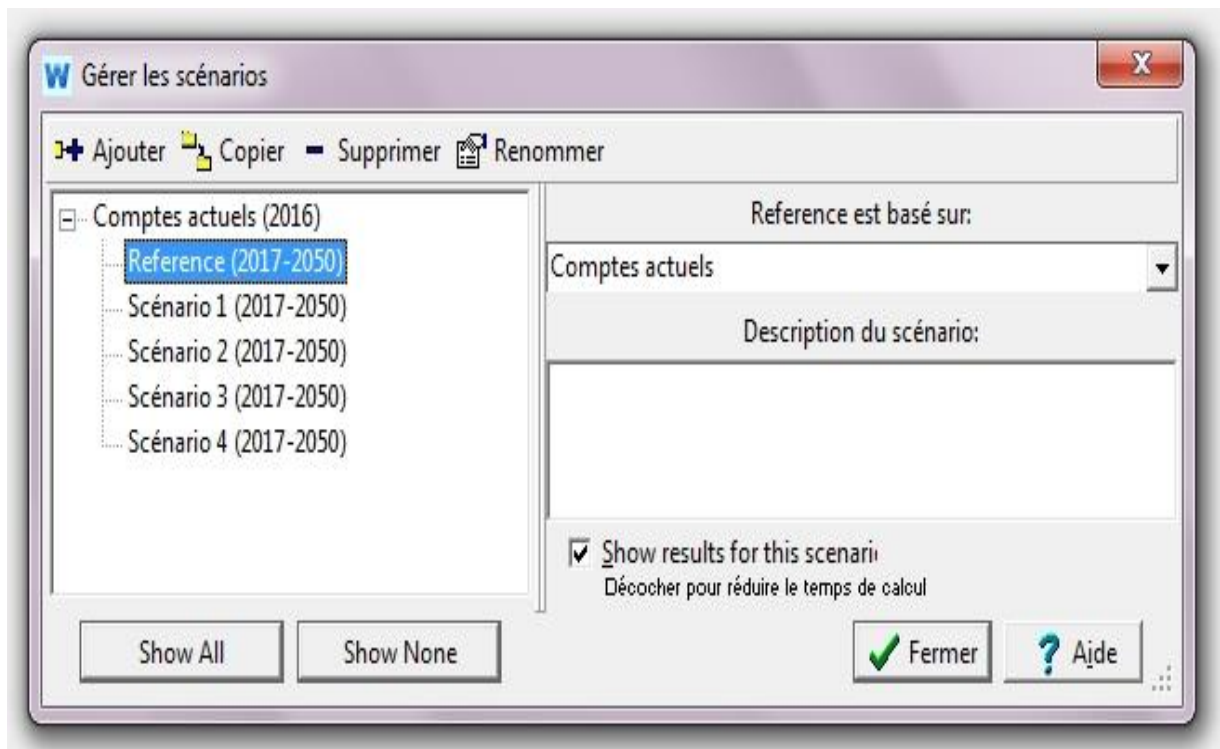 W Gérer les scénarios
Ajouter Copier Supprimer Renommer
Comptes actuels (2016)
Reference (2017-2050)
Scénario 1 (2017-2050)
Scénario 2 (2017-2050)
Scénario 3 (2017-2050)
Scénario 4 (2017-2050)
Reference est basé sur:
Comptes actuels
Description du scénario:
Show results for this scenari
Décocher pour réduire le temps de calcul
Show All
Show None
Fermer
? Aide